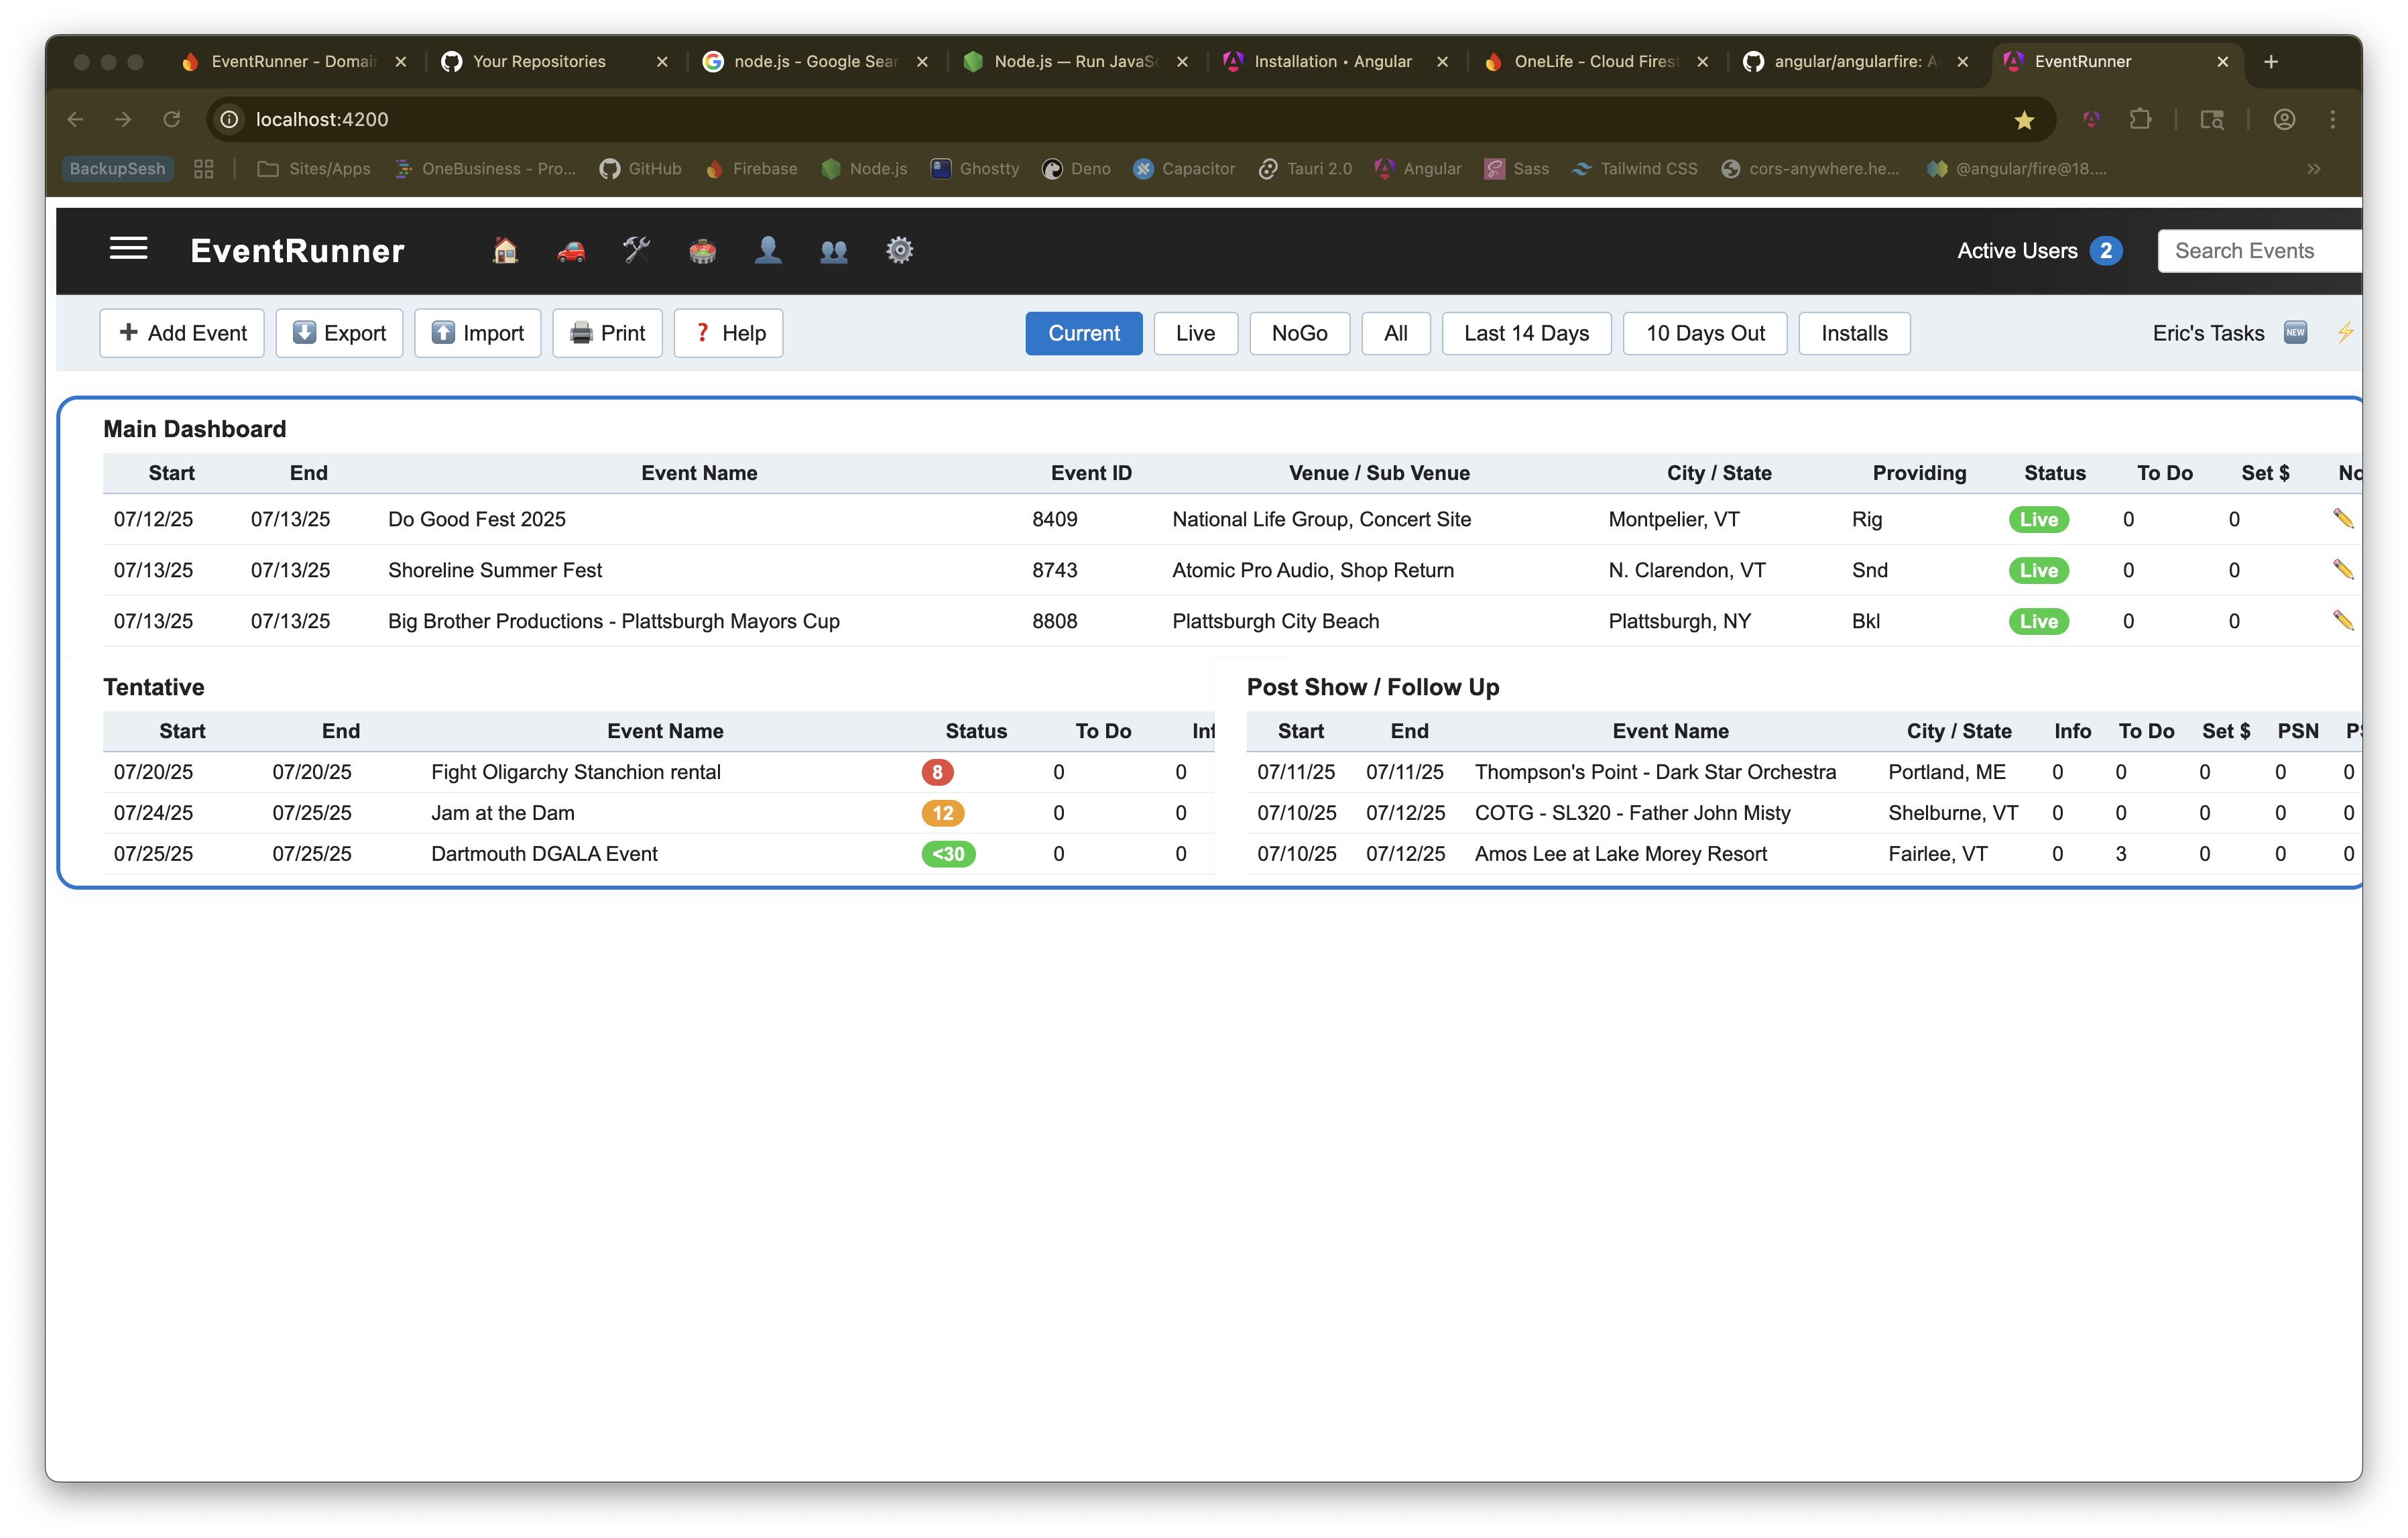 EventRunner - Domain
Your Repositories
node.js - Google Sear
Node.js — Run JavaSc
Installation • Angular
OneLife - Cloud Firest
angular/angularfire: A
EventRunner
localhost:4200
BackupSesh
Sites/Apps
OneBusiness - Pro...
GitHub
Firebase
Node.js
Ghostty
Deno
Capacitor
Tauri 2.0
Angular
Sass
Tailwind CSS
cors-anywhere.he...
@angular/fire@18....
EventRunner
Active Users 2
Search Events
Add Event
Export
Import
Print
Help
Current
Live
NoGo
All
Last 14 Days
10 Days Out
Installs
Eric's Tasks
NEW
Main Dashboard
Start End Event Name Event ID Venue / Sub Venue City / State Providing Status To Do Set $ No
07/12/25 07/13/25 Do Good Fest 2025 8409 National Life Group, Concert Site Montpelier, VT Rig Live 0 0
07/13/25 07/13/25 Shoreline Summer Fest 8743 Atomic Pro Audio, Shop Return N. Clarendon, VT Snd Live 0 0
07/13/25 07/13/25 Big Brother Productions - Plattsburgh Mayors Cup 8808 Plattsburgh City Beach Plattsburgh, NY Bkl Live 0 0
Tentative
Start End Event Name Status To Do Inf
07/20/25 07/20/25 Fight Oligarchy Stanchion rental 8 0 0
07/24/25 07/25/25 Jam at the Dam 12 0 0
07/25/25 07/25/25 Dartmouth DGALA Event <30 0 0
Post Show / Follow Up
Start End Event Name City / State Info To Do Set $ PSN PS
07/11/25 07/11/25 Thompson's Point - Dark Star Orchestra Portland, ME 0 0 0 0 0
07/10/25 07/12/25 COTG - SL320 - Father John Misty Shelburne, VT 0 0 0 0 0
07/10/25 07/12/25 Amos Lee at Lake Morey Resort Fairlee, VT 0 3 0 0 0